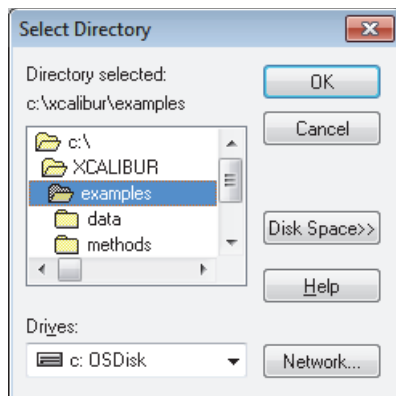 Select Directory
Directory selected:
c:\xcalibur\examples
c:\
XCALIBUR
examples
data
methods
Drives:
c: OSDisk
OK
Cancel
Disk Space>>
Help
Network...